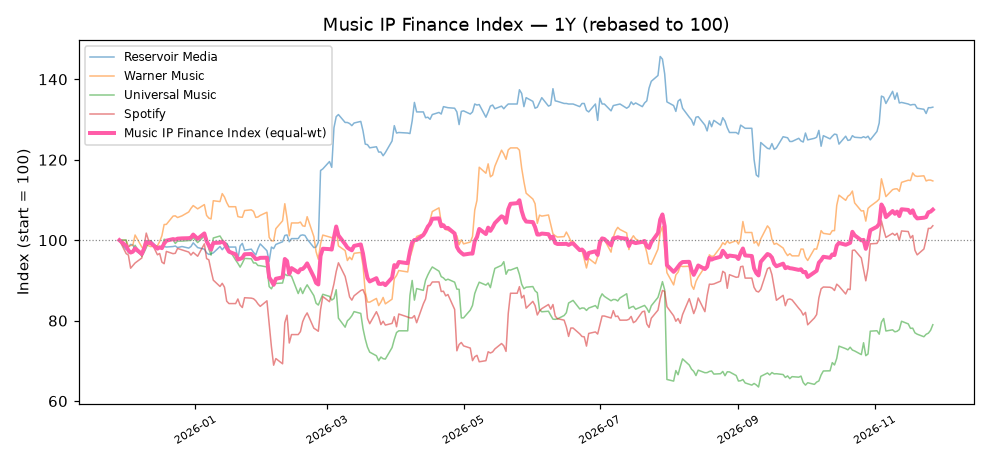 Music IP Finance Index — 1Y (rebased to 100)
Reservoir Media
Warner Music
Universal Music
Spotify
Music IP Finance Index (equal-wt)
Index (start = 100)
140
120
100
80
60
2026-01
2026-03
2026-05
2026-07
2026-09
2026-11